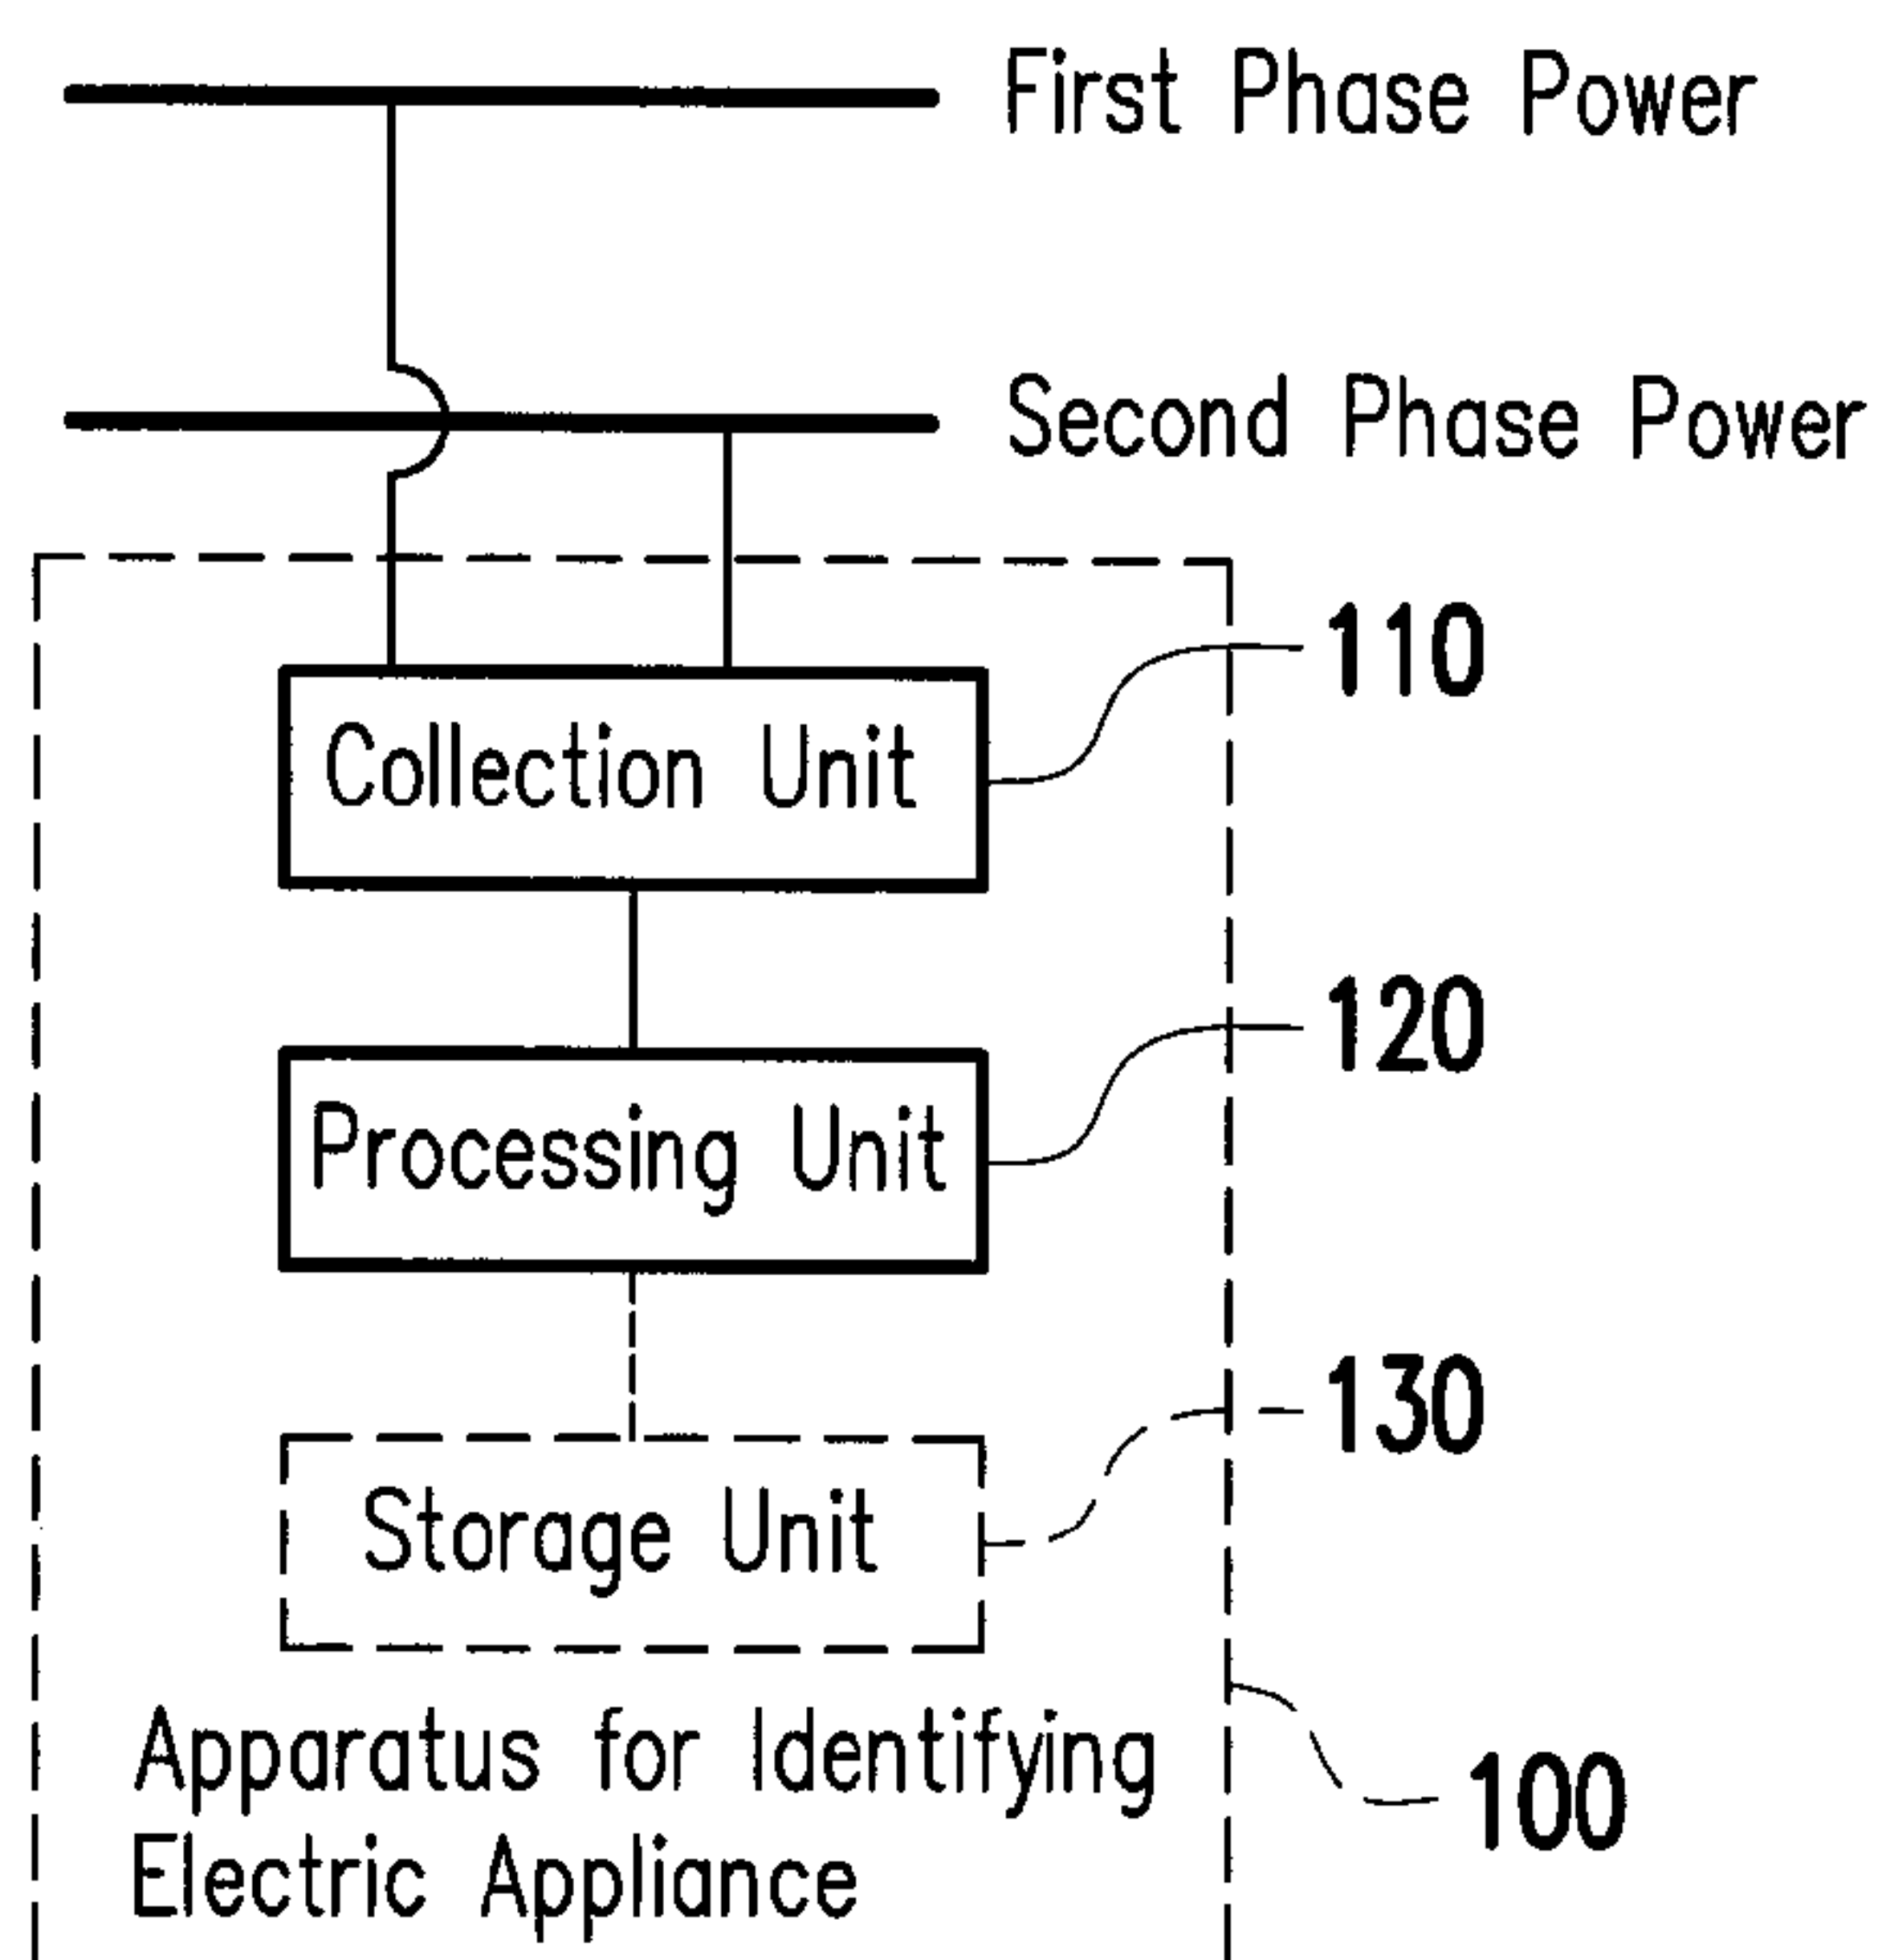 First Phase Power
Second Phase Power
110
Collection Unit
120
Processing Unit
130
Storage Unit
Apparatus for Identifying
Electric Appliance
100